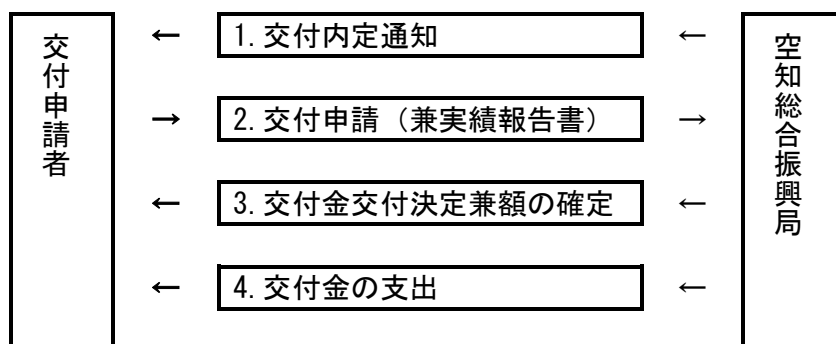 交付申請者
← 1. 交付内定通知 ←
→ 2. 交付申請（兼実績報告書） →
← 3. 交付金交付決定兼額の確定 ←
← 4. 交付金の支出 ←
空知総合振興局